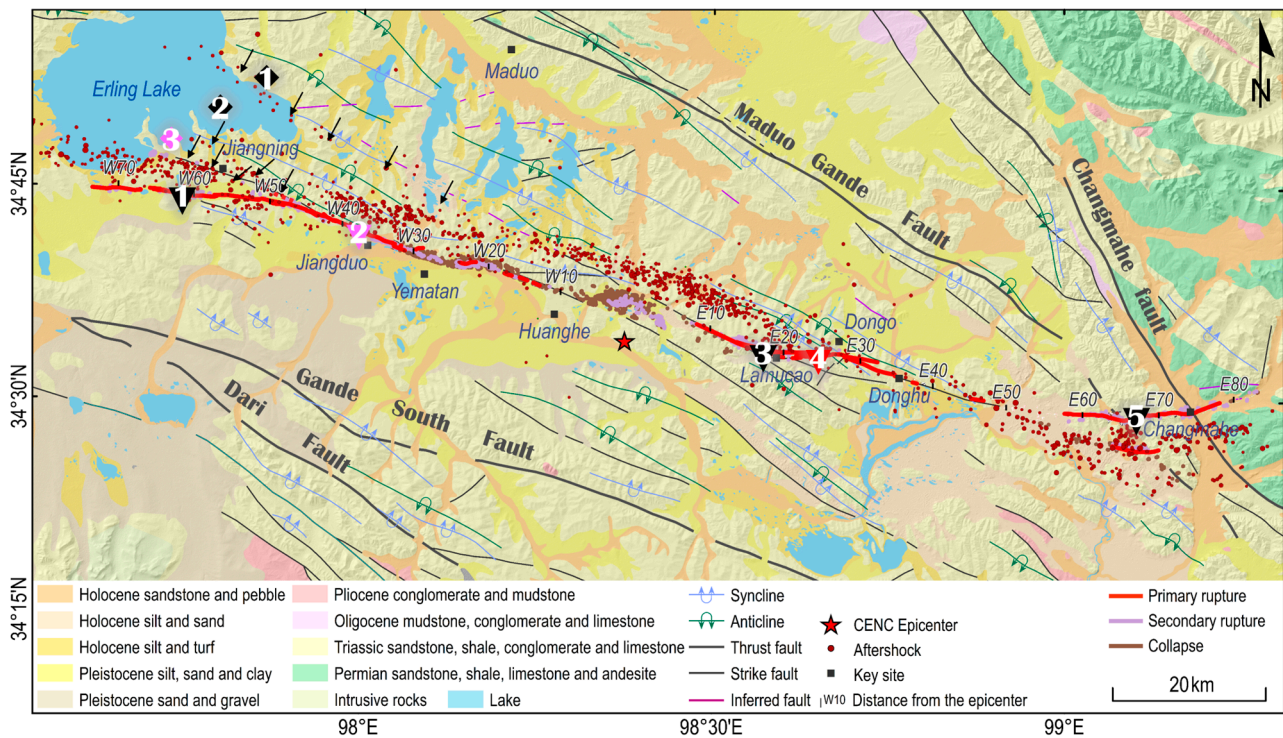 N
1
Erling Lake
2
Maduo
3
Jiangning
34°45'N
W70
W60
W50
1
W40
2
W30
Jiangduo
W20
Yematan
W10
Huanghe
Maduo Gande Fault
Changmahe fault
E10
E20
Dongo
3
4
E30
Lamucao
E40
Donghu
E50
E60
E70
E80
5
Changmahe
34°30'N
Gande South Fault
Dari Fault
34°15'N
Holocene sandstone and pebble
Holocene silt and sand
Holocene silt and turf
Pleistocene silt, sand and clay
Pleistocene sand and gravel
Pliocene conglomerate and mudstone
Oligocene mudstone, conglomerate and limestone
Triassic sandstone, shale, conglomerate and limestone
Permian sandstone, shale, limestone and andesite
Intrusive rocks
Lake
Syncline
Anticline
Thrust fault
Strike fault
Inferred fault
CENC Epicenter
Aftershock
Key site
W10 Distance from the epicenter
Primary rupture
Secondary rupture
Collapse
20 km
98°E
98°30'E
99°E